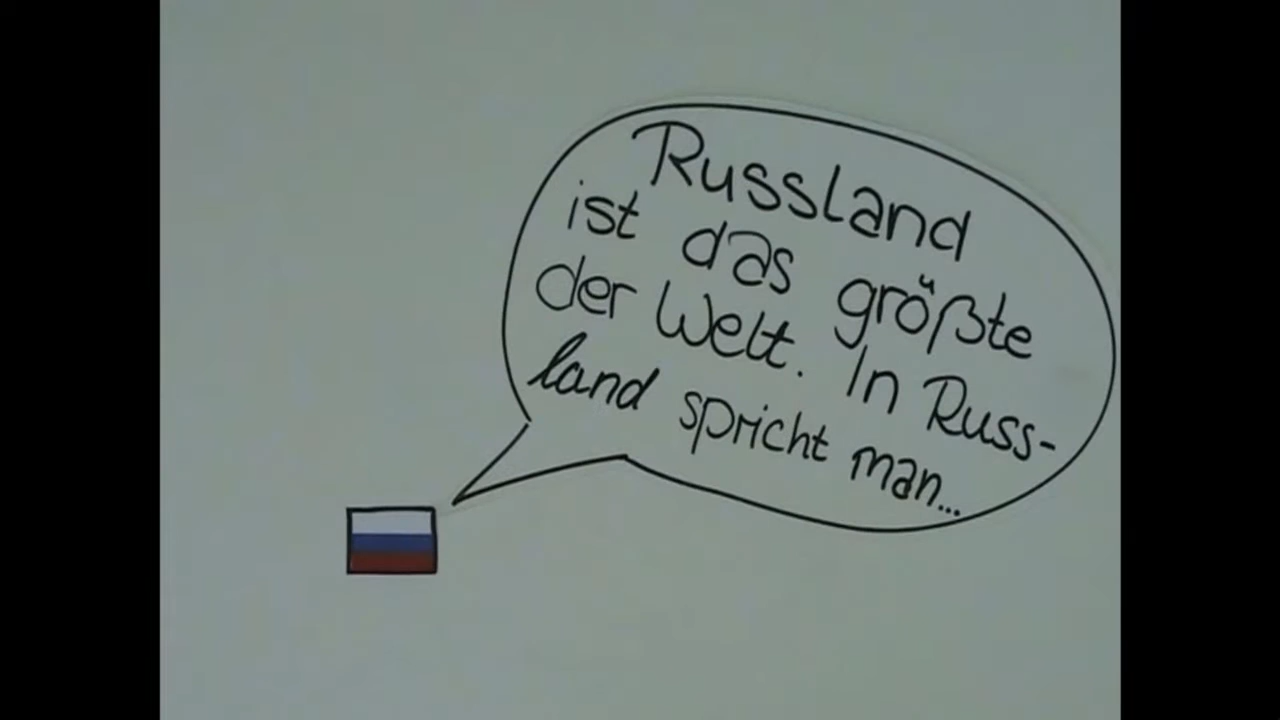 Russland
ist das größte
der Welt. In Russ-
land spricht man...